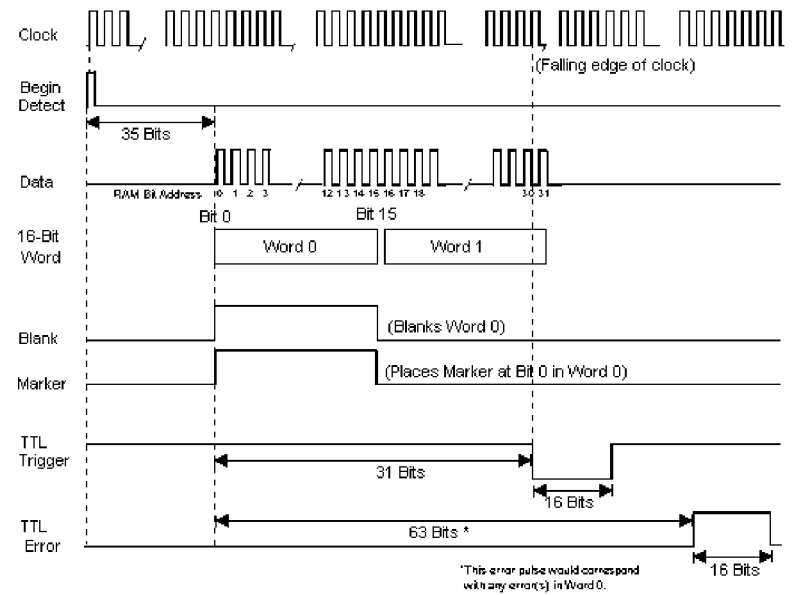 Clock
(Falling edge of clock)
Begin
Detect
35 Bits
Data
RAM Bit Address 0 1 2 3 12 13 14 15 16 17 18 30 31
Bit 0
Bit 15
16-Bit
Word
Word 0
Word 1
Blank
(Blanks Word 0)
Marker
(Places Marker at Bit 0 in Word 0)
TTL
Trigger
31 Bits
16 Bits
TTL
Error
63 Bits *
16 Bits
*This error pulse would correspond
with any error(s) in Word 0.